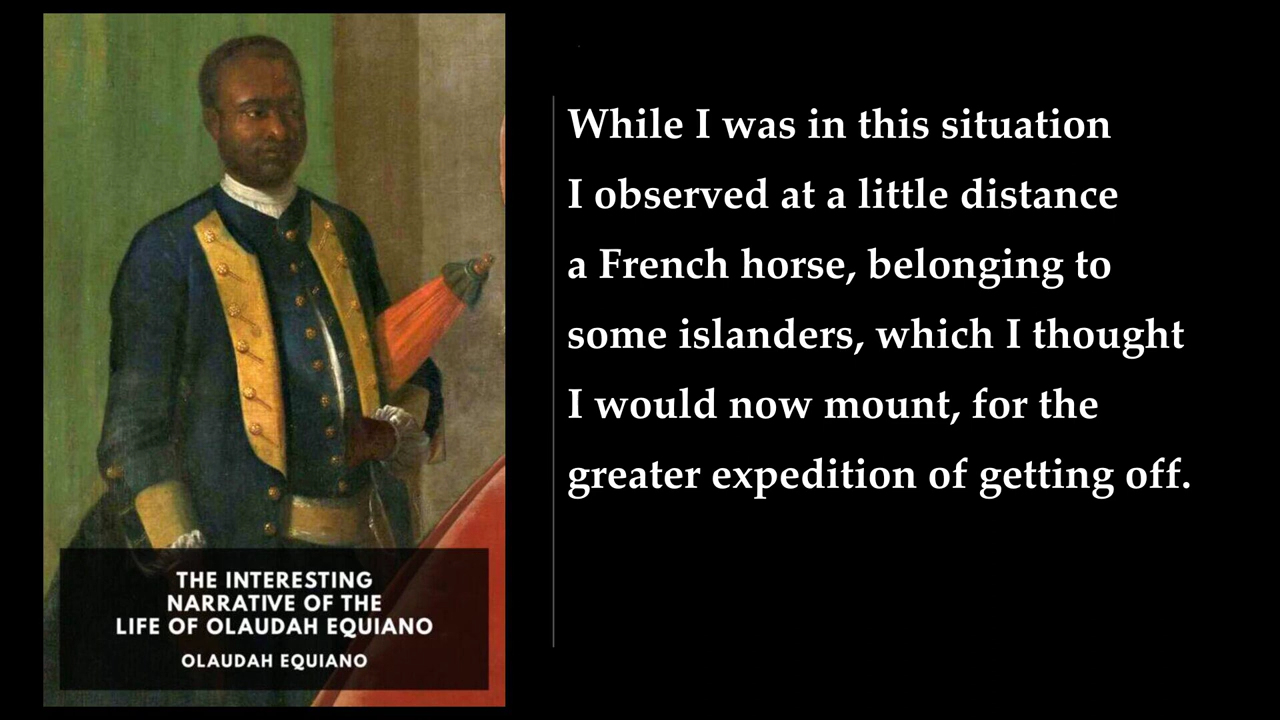 While I was in this situation
I observed at a little distance
a French horse, belonging to
some islanders, which I thought
I would now mount, for the
greater expedition of getting off.
THE INTERESTING
NARRATIVE OF THE
LIFE OF OLAUDAH EQUIANO
OLAUDAH EQUIANO